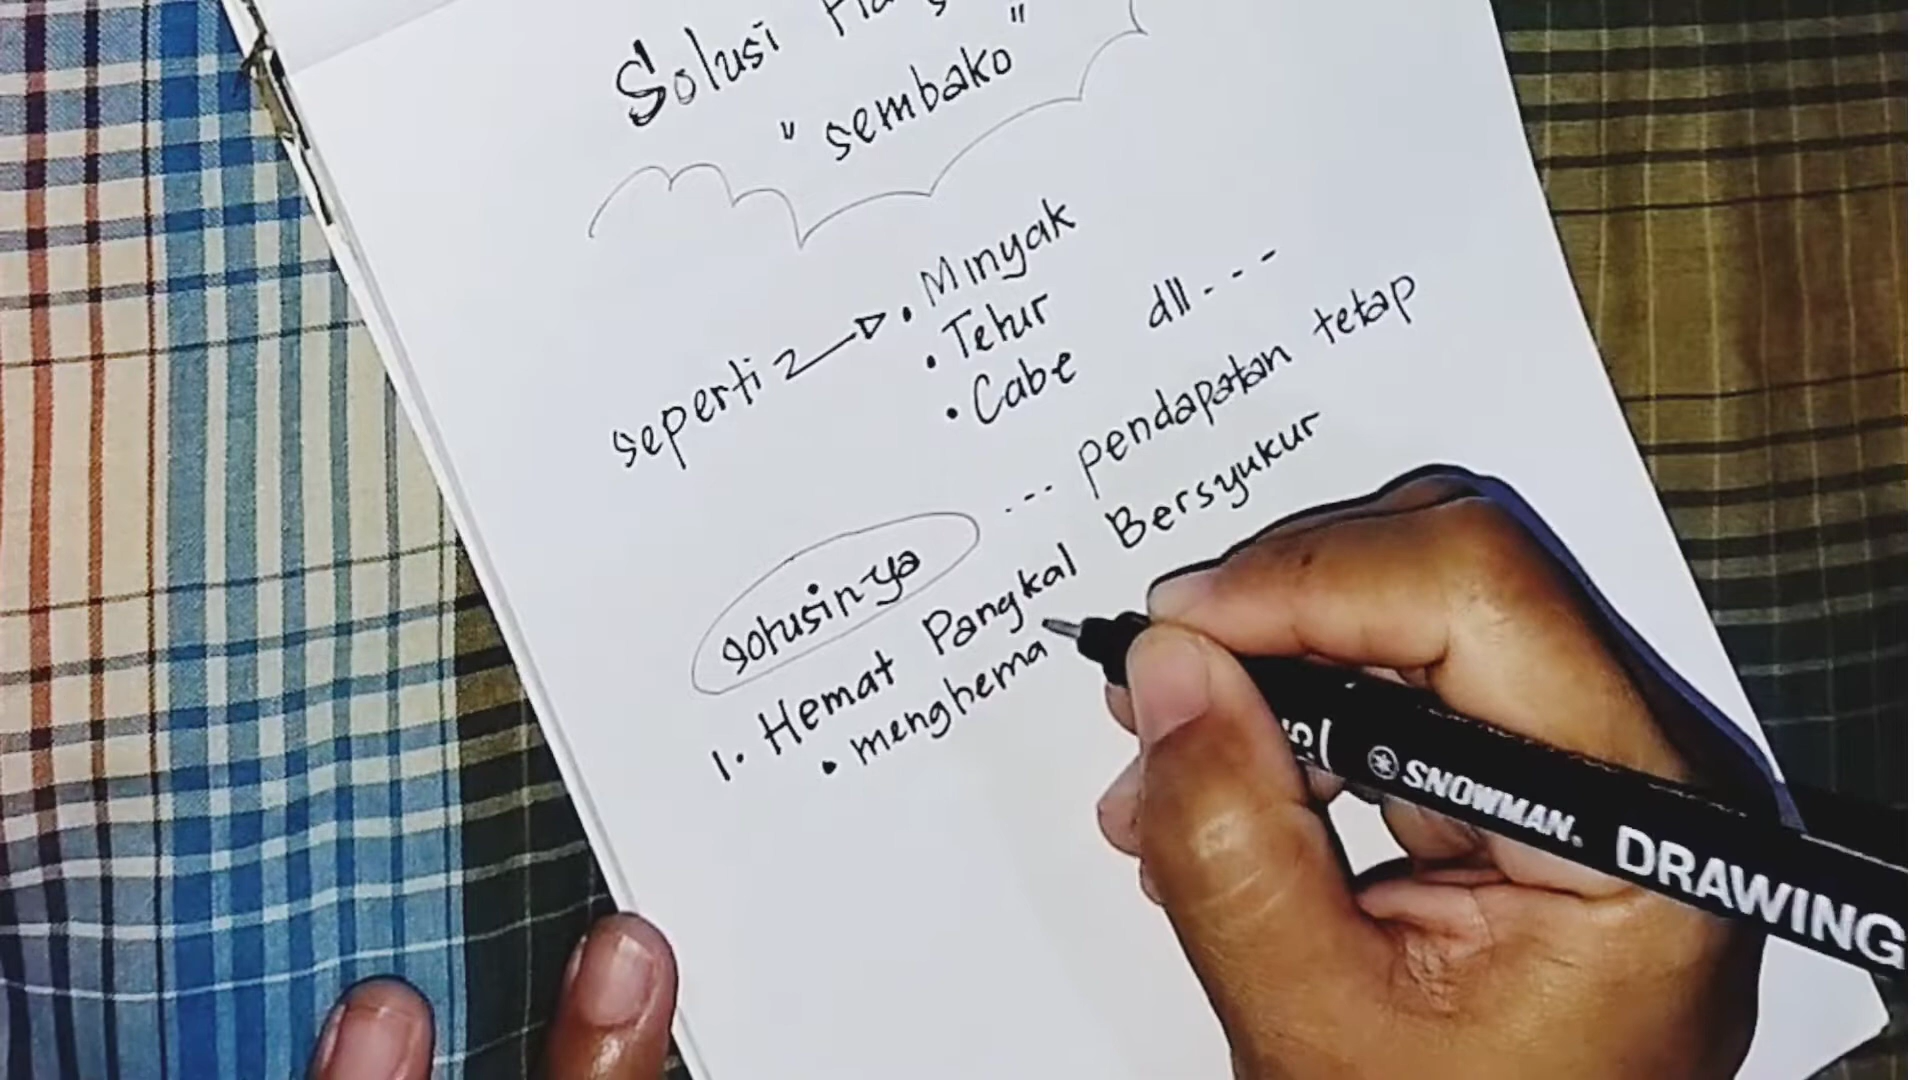 Solusi
"sembako"
seperti2 • Minyak
• Telur
• Cabe dll---
--- pendapatan tetap
solusinya
1. Hemat Pangkal Bersyukur
• menghema
SNOWMAN. DRAWING